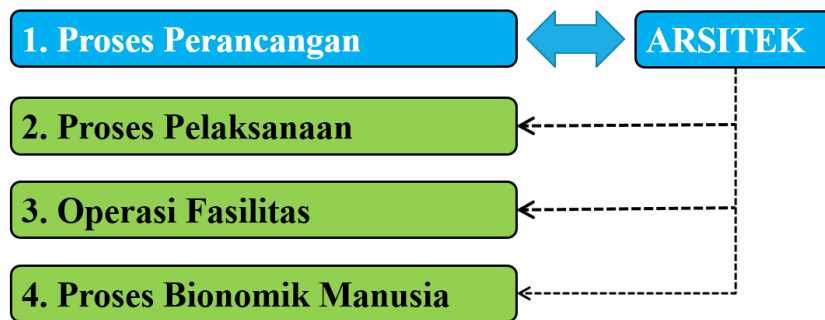 1. Proses Perancangan
ARSITEK
2. Proses Pelaksanaan
3. Operasi Fasilitas
4. Proses Bionomik Manusia